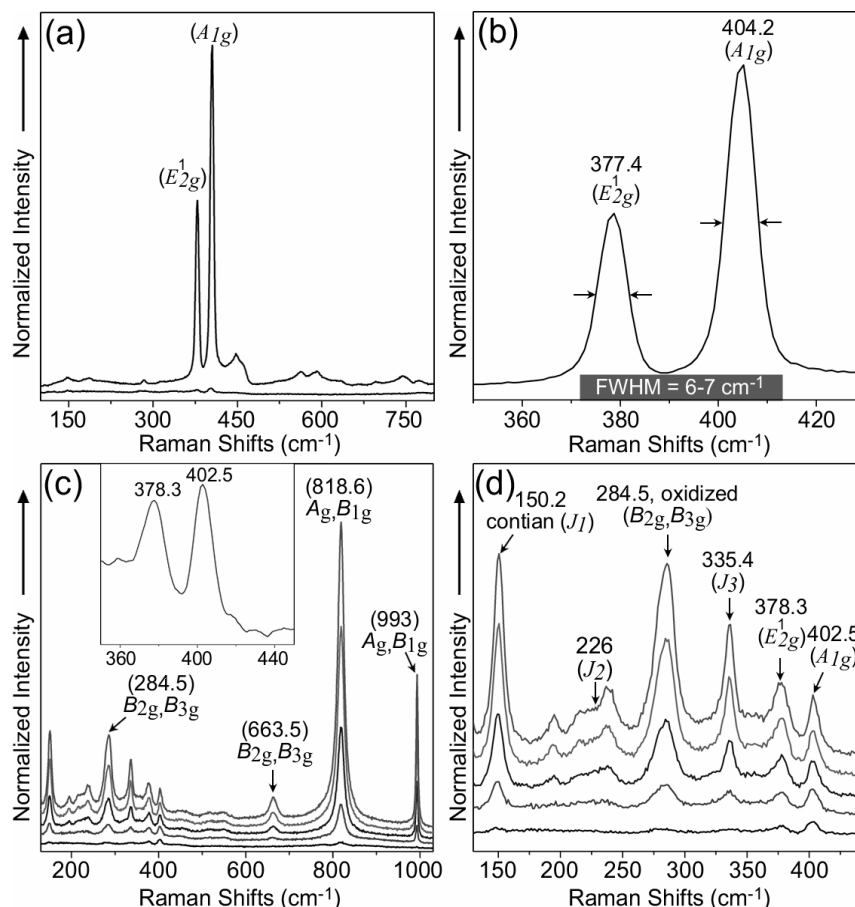 (a)
(A1g)
(E¹2g)
Normalized Intensity
150 300 450 600 750
Raman Shifts (cm-1)
(b)
404.2
(A1g)
377.4
(E¹2g)
FWHM = 6-7 cm-1
Normalized Intensity
360 380 400 420
Raman Shifts (cm-1)
(c)
378.3
402.5
360 400 440
(818.6)
Ag,B1g
(993)
Ag,B1g
(284.5)
B2g,B3g
(663.5)
B2g,B3g
Normalized Intensity
200 400 600 800 1000
Raman Shifts (cm-1)
(d)
150.2
contian (J1)
284.5, oxidized
(B2g,B3g)
335.4
(J3)
378.3
(E¹2g)
402.5
(A1g)
226
(J2)
Normalized Intensity
150 200 250 300 350 400
Raman Shifts (cm-1)